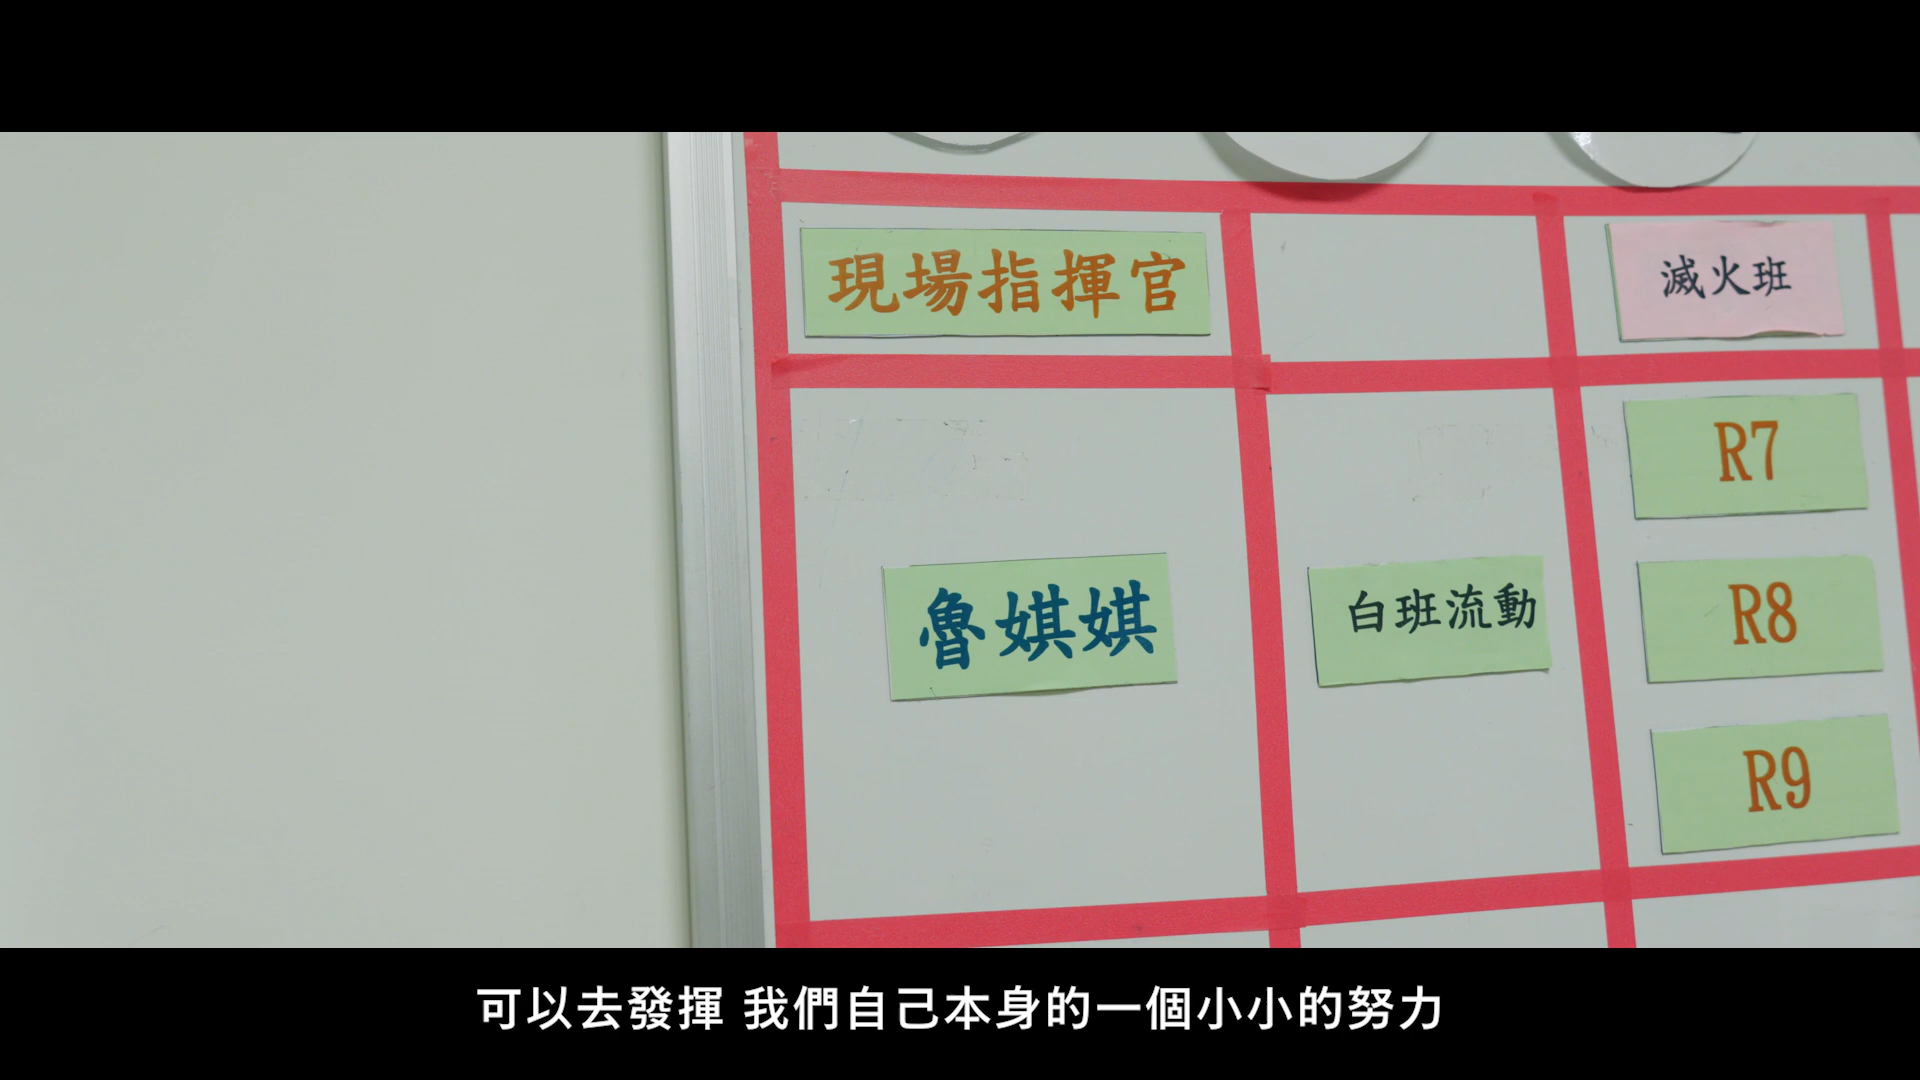 現場指揮官
滅火班
R7
魯娸娸
白班流動
R8
R9
可以去發揮 我們自己本身的一個小小的努力